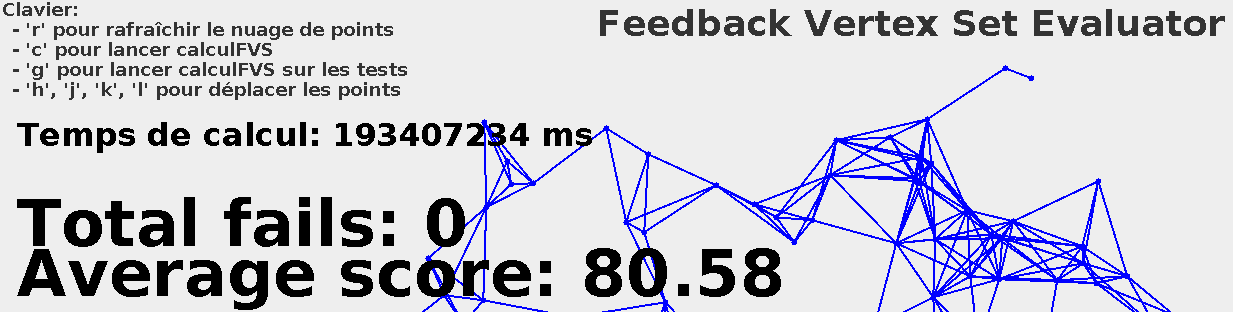 Clavier:
- 'r' pour rafraîchir le nuage de points
- 'c' pour lancer calculFVS
- 'g' pour lancer calculFVS sur les tests
- 'h', 'j', 'k', 'l' pour déplacer les points
Feedback Vertex Set Evaluator
Temps de calcul: 193407234 ms
Total fails: 0
Average score: 80.58